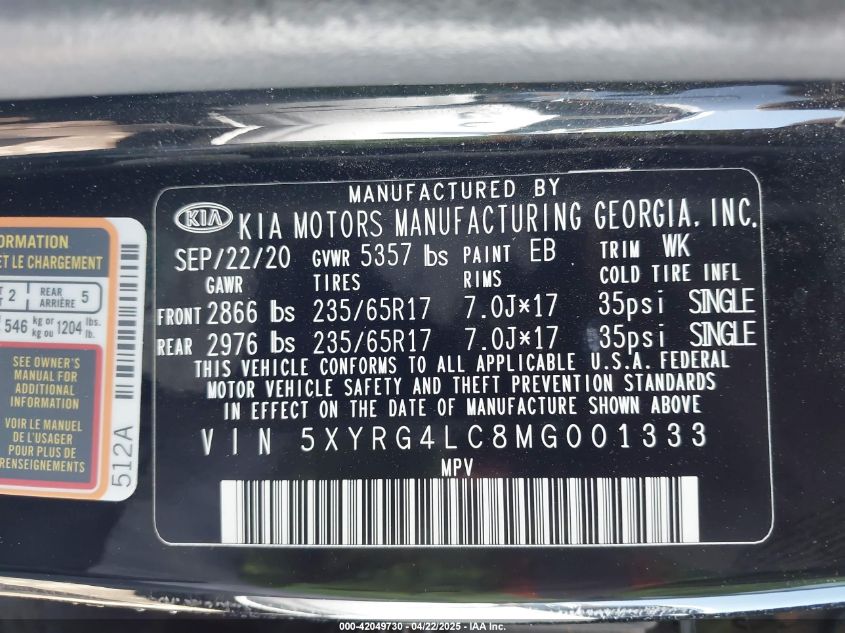 MANUFACTURED BY
KIA KIA MOTORS MANUFACTURING GEORGIA, INC.
SEP/22/20 GVWR 5357 lbs PAINT EB TRIM WK
GAWR TIRES RIMS COLD TIRE INFL
FRONT 2866 lbs 235/65R17 7.0J*17 35psi SINGLE
REAR 2976 lbs 235/65R17 7.0J*17 35psi SINGLE
THIS VEHICLE CONFORMS TO ALL APPLICABLE U.S.A. FEDERAL
MOTOR VEHICLE SAFETY AND THEFT PREVENTION STANDARDS
IN EFFECT ON THE DATE OF MANUFACTURE SHOWN ABOVE
VIN 5XYRG4LC8MG001333
MPV
ET LE CHARGEMENT
2 REAR ARRIÈRE 5
546 kg or 1204 lbs.
kg ou lb.
SEE OWNER'S
MANUAL FOR
ADDITIONAL
INFORMATION
VOIR LE MANUEL
DE L'USAGER
POUR PLUS DE
RENSEIGNEMENTS
512A
000-42049730 - 04/22/2025 - IAA Inc.